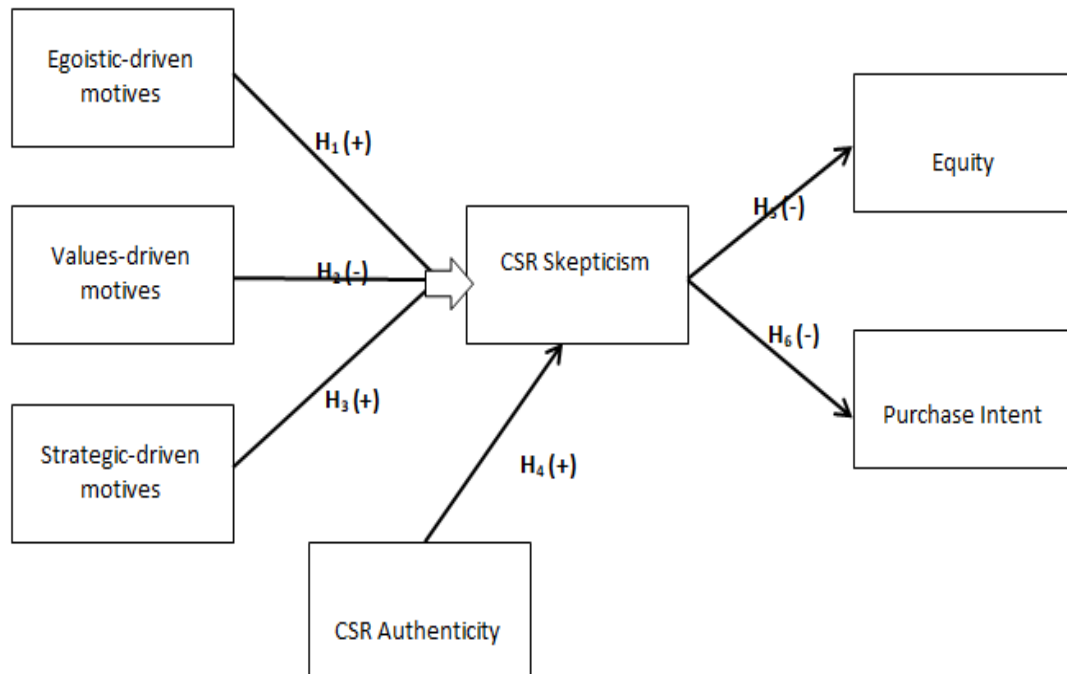 Egoistic-driven
motives
H₁ (+)
Values-driven
motives
H₂ (-)
Strategic-driven
motives
H₃ (+)
CSR Skepticism
H₄ (+)
CSR Authenticity
H₅ (-)
Equity
H₆ (-)
Purchase Intent